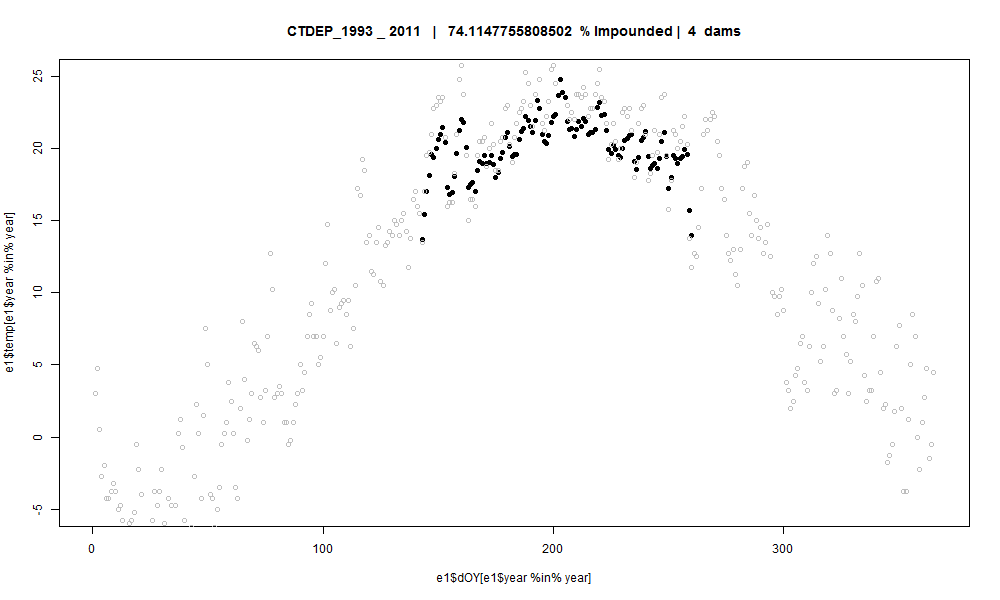 CTDEP_1993 _ 2011 | 74.1147755808502 % Impounded | 4 dams
25
20
15
10
5
0
-5
e1$temp[e1$year %in% year]
0 100 200 300
e1$dOY[e1$year %in% year]